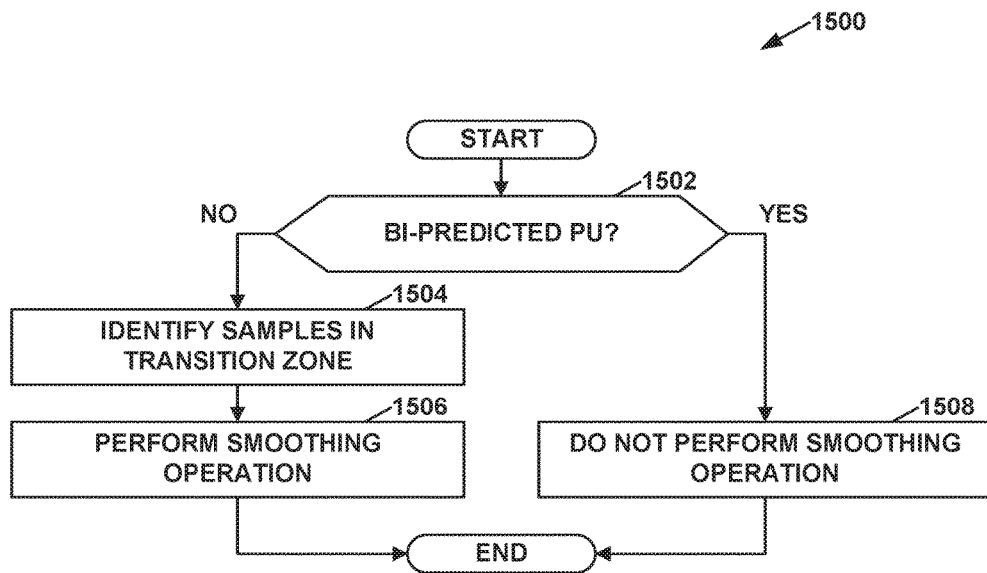 1500
START
1502
NO
BI-PREDICTED PU?
YES
1504
IDENTIFY SAMPLES IN
TRANSITION ZONE
1506
PERFORM SMOOTHING
OPERATION
1508
DO NOT PERFORM SMOOTHING
OPERATION
END